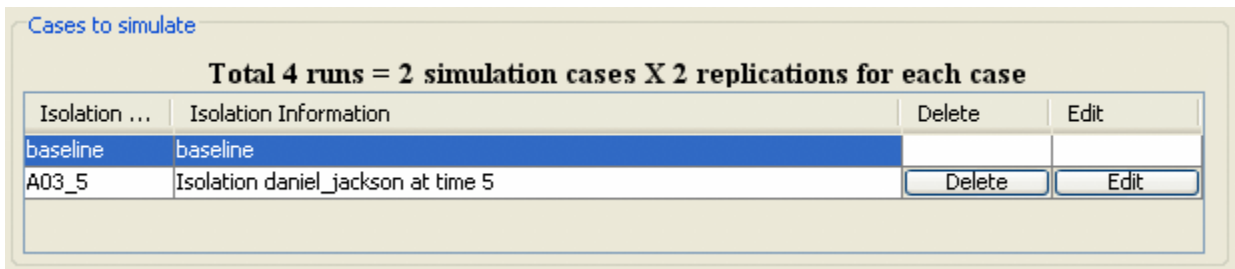 Cases to simulate
Total 4 runs = 2 simulation cases X 2 replications for each case
Isolation ... Isolation Information Delete Edit
baseline baseline
A03_5 Isolation daniel_jackson at time 5 Delete Edit